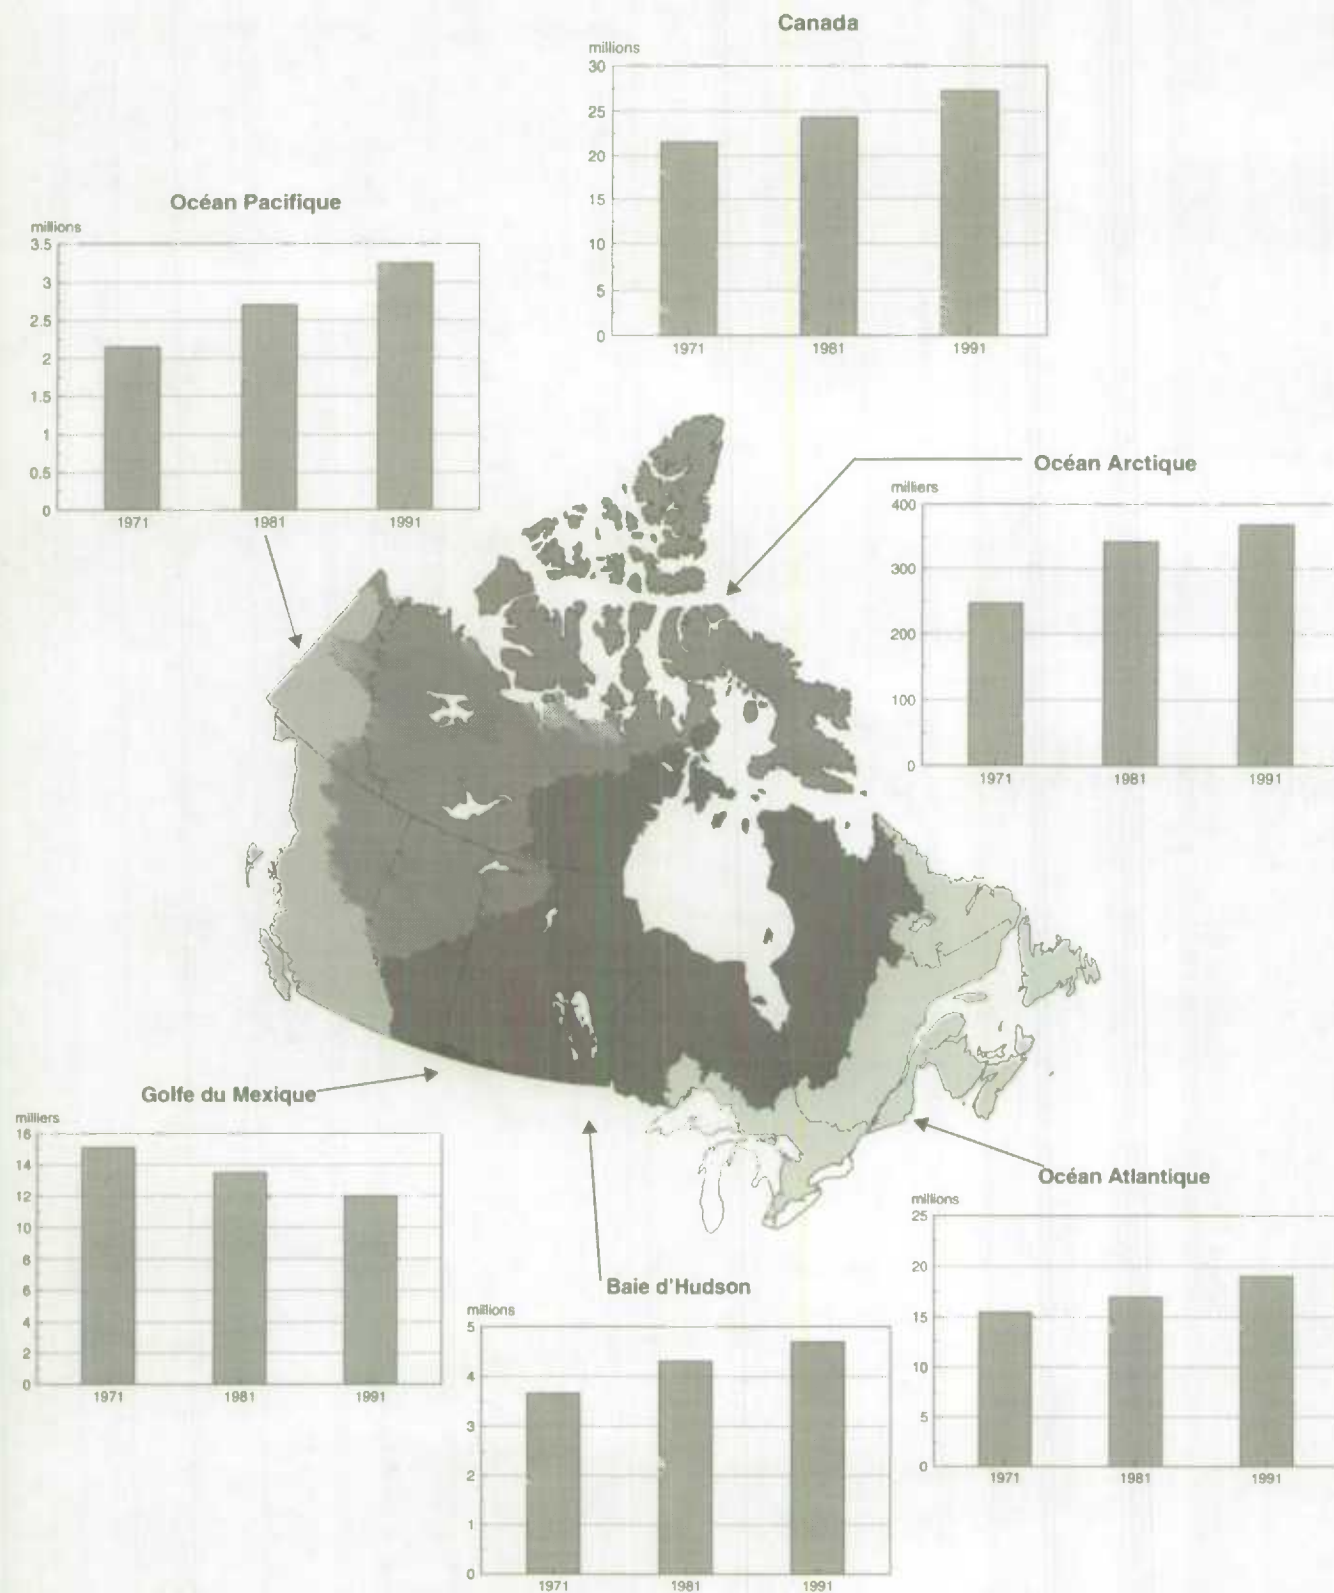 Canada
millions
30
25
20
15
10
5
0
1971 1981 1991
Océan Pacifique
millions
3.5
3
2.5
2
1.5
1
0.5
0
1971 1981 1991
Océan Arctique
milliers
400
300
200
100
0
1971 1981 1991
Golfe du Mexique
milliers
16
14
12
10
8
6
4
2
0
1971 1981 1991
Océan Atlantique
millions
25
20
15
10
5
0
1971 1981 1991
Baie d'Hudson
millions
5
4
3
2
1
0
1971 1981 1991